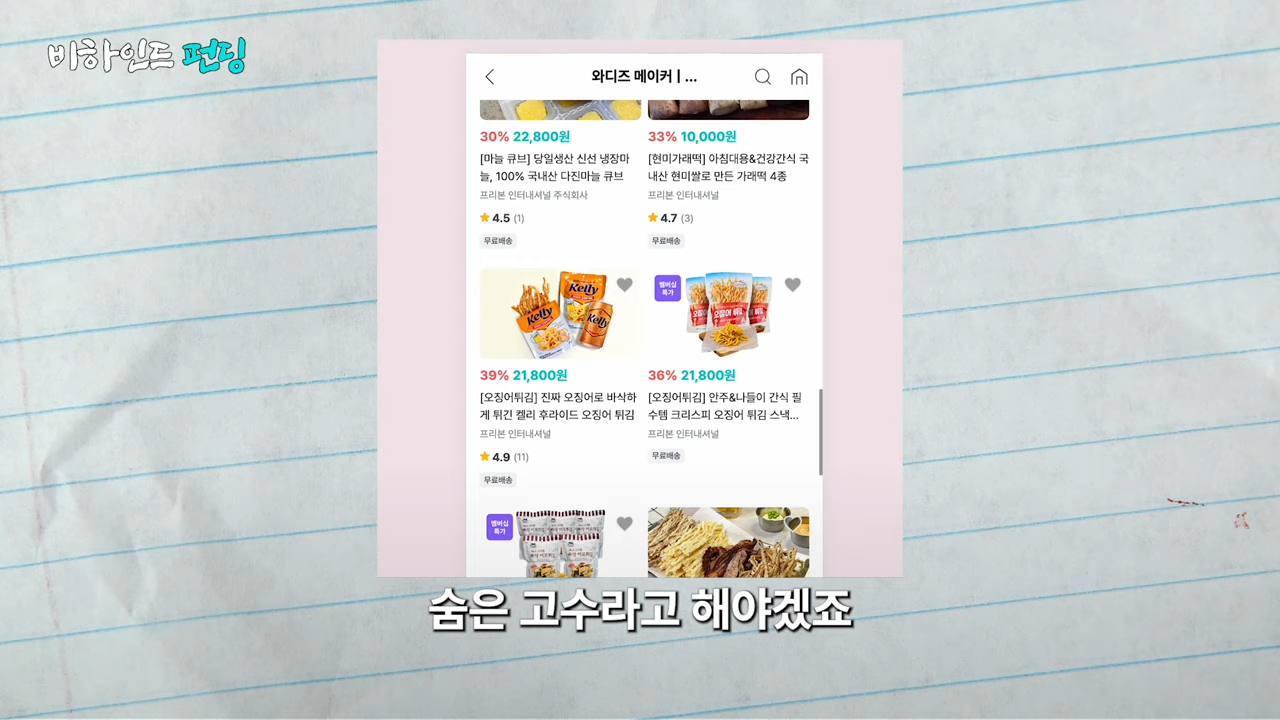 비하인드 펀딩
와디즈 메이커 | ...
30% 22,800원
[마늘 큐브] 당일생산 신선 냉장마
늘, 100% 국내산 다진마늘 큐브
프리본 인터내셔널 주식회사
4.5 (1)
무료배송
33% 10,000원
[현미가래떡] 아침대용&건강간식 국
내산 현미쌀로 만든 가래떡 4종
프리본 인터내셔널
4.7 (3)
무료배송
Kelly
Kelly
Kelly
39% 21,800원
[오징어튀김] 진짜 오징어로 바삭하
게 튀긴 켈리 후라이드 오징어 튀김
프리본 인터내셔널
4.9 (11)
무료배송
멤버십
특가
오징어 튀김
36% 21,800원
[오징어튀김] 안주&나들이 간식 필
수템 크리스피 오징어 튀김 스낵...
프리본 인터내셔널
무료배송
멤버십
특가
숨은 고수라고 해야겠죠